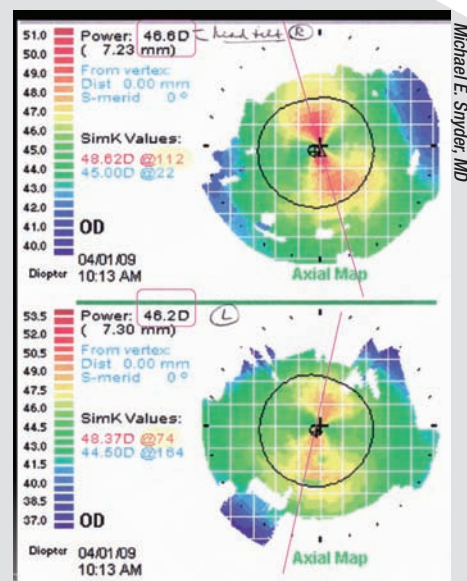 51.0
50.0
49.0
48.0
47.0
46.0
45.0
44.0
43.0
42.0
41.0
40.0
Diopter
Power: 46.6D head tilt R
( 7.23 mm)
From vertex:
Dist 0.00 mm
S-merid 0 º
SimK Values:
48.62D @112
45.00D @22
OD
04/01/09
10:13 AM
Axial Map
Michael E. Snyder, MD
53.5
52.0
50.5
49.0
47.5
46.0
44.5
43.0
41.5
40.0
38.5
37.0
Diopter
Power: 46.2D L
( 7.30 mm)
From vertex:
Dist 0.00 mm
S-merid 0 º
SimK Values:
48.37D @74
44.50D @164
OD
04/01/09
10:13 AM
Axial Map